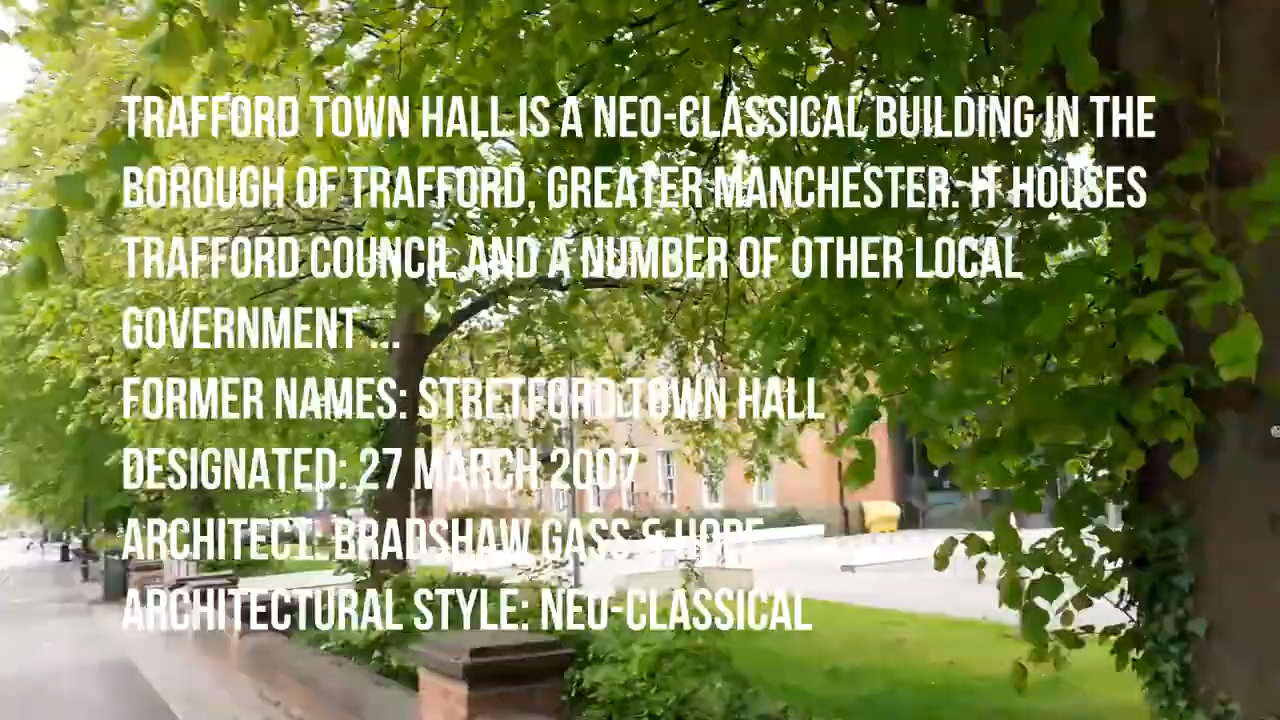 TRAFFORD TOWN HALL IS A NEO-CLASSICAL BUILDING IN THE
BOROUGH OF TRAFFORD, GREATER MANCHESTER. IT HOUSES
TRAFFORD COUNCIL AND A NUMBER OF OTHER LOCAL
GOVERNMENT ...
FORMER NAMES: STRETFORD TOWN HALL
DESIGNATED: 27 MARCH 2007
ARCHITECT: BRADSHAW GASS & HOPE
ARCHITECTURAL STYLE: NEO-CLASSICAL